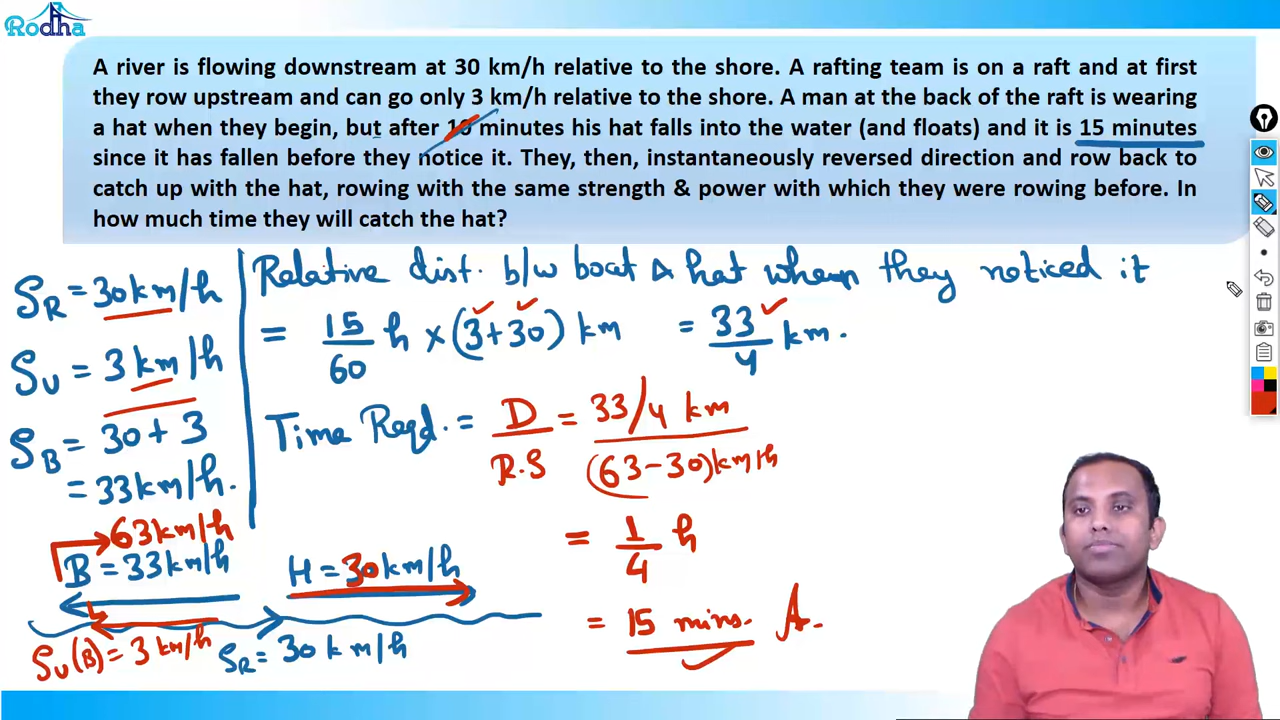 Rodha
A river is flowing downstream at 30 km/h relative to the shore. A rafting team is on a raft and at first
they row upstream and can go only 3 km/h relative to the shore. A man at the back of the raft is wearing
a hat when they begin, but after 10 minutes his hat falls into the water (and floats) and it is 15 minutes
since it has fallen before they notice it. They, then, instantaneously reversed direction and row back to
catch up with the hat, rowing with the same strength & power with which they were rowing before. In
how much time they will catch the hat?
S_R = 30 km/h
S_U = 3 km/h
S_B = 30 + 3
= 33 km/h.
Relative dist. b/w boat & hat when they noticed it
= 15/60 h × (3+30) km = 33/4 km.
Time Reqd. = D/R.S = 33/4 km / (63-30) km/h
= 1/4 h
= 15 mins. A.
63 km/h
B = 33 km/h H = 30 km/h
S_U(B) = 3 km/h S_R = 30 km/h